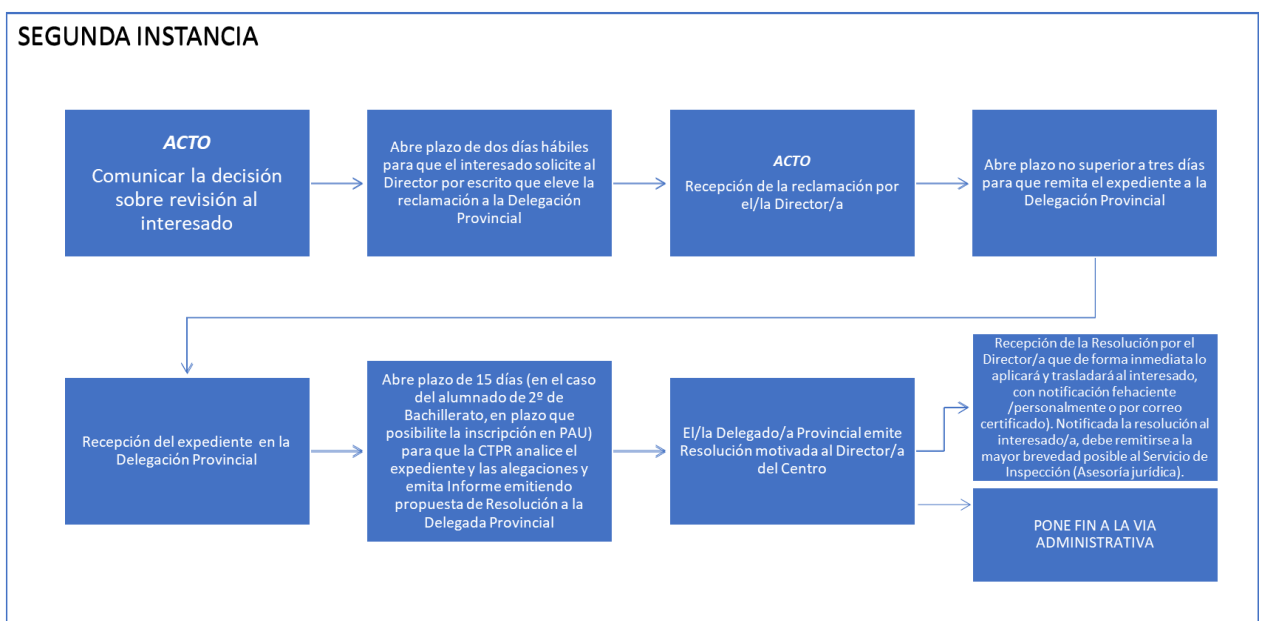 SEGUNDA INSTANCIA
ACTO
Comunicar la decisión
sobre revisión al
interesado
Abre plazo de dos días hábiles
para que el interesado solicite al
Director por escrito que eleve la
reclamación a la Delegación
Provincial
ACTO
Recepción de la reclamación por
el/la Director/a
Abre plazo no superior a tres días
para que remita el expediente a la
Delegación Provincial
Recepción del expediente en la
Delegación Provincial
Abre plazo de 15 días (en el caso
del alumnado de 2º de
Bachillerato, en plazo que
posibilite la inscripción en PAU)
para que la CTPR analice el
expediente y las alegaciones y
emita Informe emitiendo
propuesta de Resolución a la
Delegada Provincial
El/la Delegado/a Provincial emite
Resolución motivada al Director/a
del Centro
Recepción de la Resolución por el
Director/a que de forma inmediata lo
aplicará y trasladará al interesado,
con notificación fehaciente
/personalmente o por correo
certificado). Notificada la resolución al
interesado/a, debe remitirse a la
mayor brevedad posible al Servicio de
Inspección (Asesoría jurídica).
PONE FIN A LA VIA
ADMINISTRATIVA